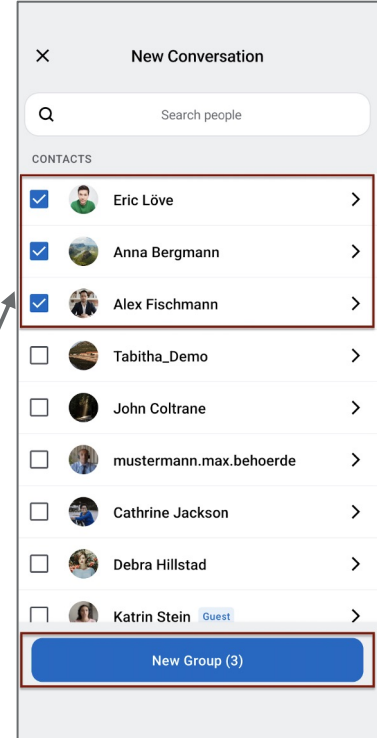 New Conversation
Search people
CONTACTS
Eric Löve
Anna Bergmann
Alex Fischmann
Tabitha_Demo
John Coltrane
mustermann.max.behoerde
Cathrine Jackson
Debra Hillstad
Katrin Stein Guest
New Group (3)